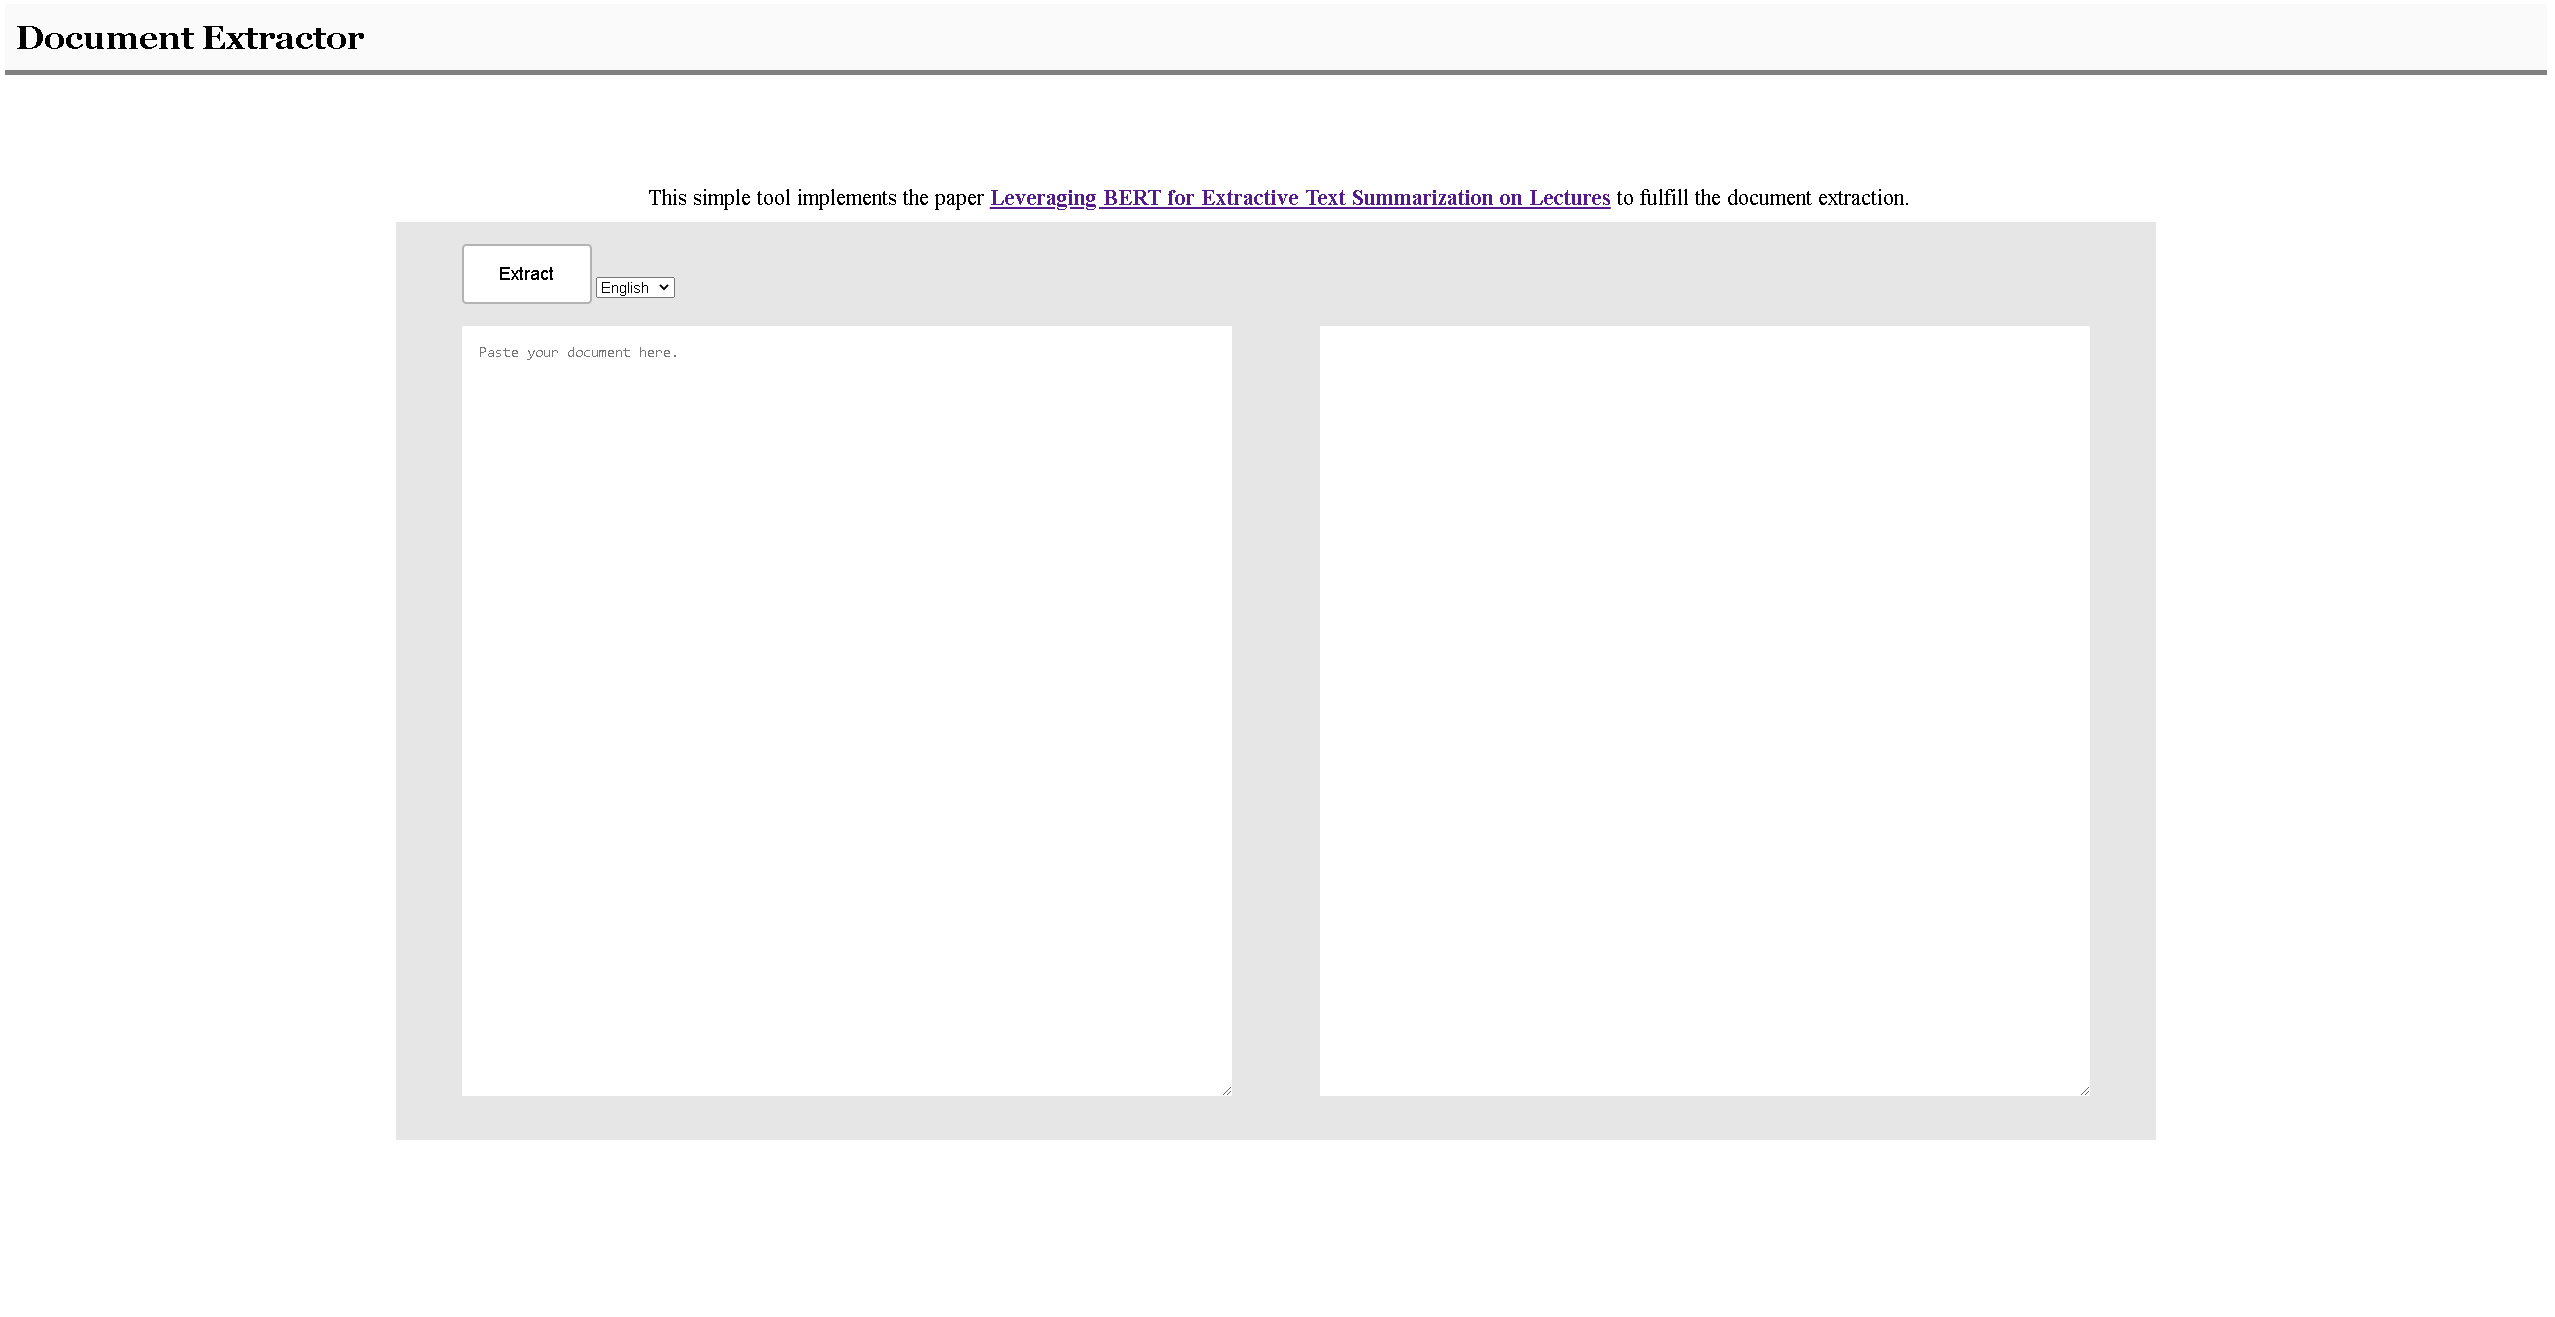 Document Extractor
This simple tool implements the paper Leveraging BERT for Extractive Text Summarization on Lectures to fulfill the document extraction.
Extract
English
Paste your document here.